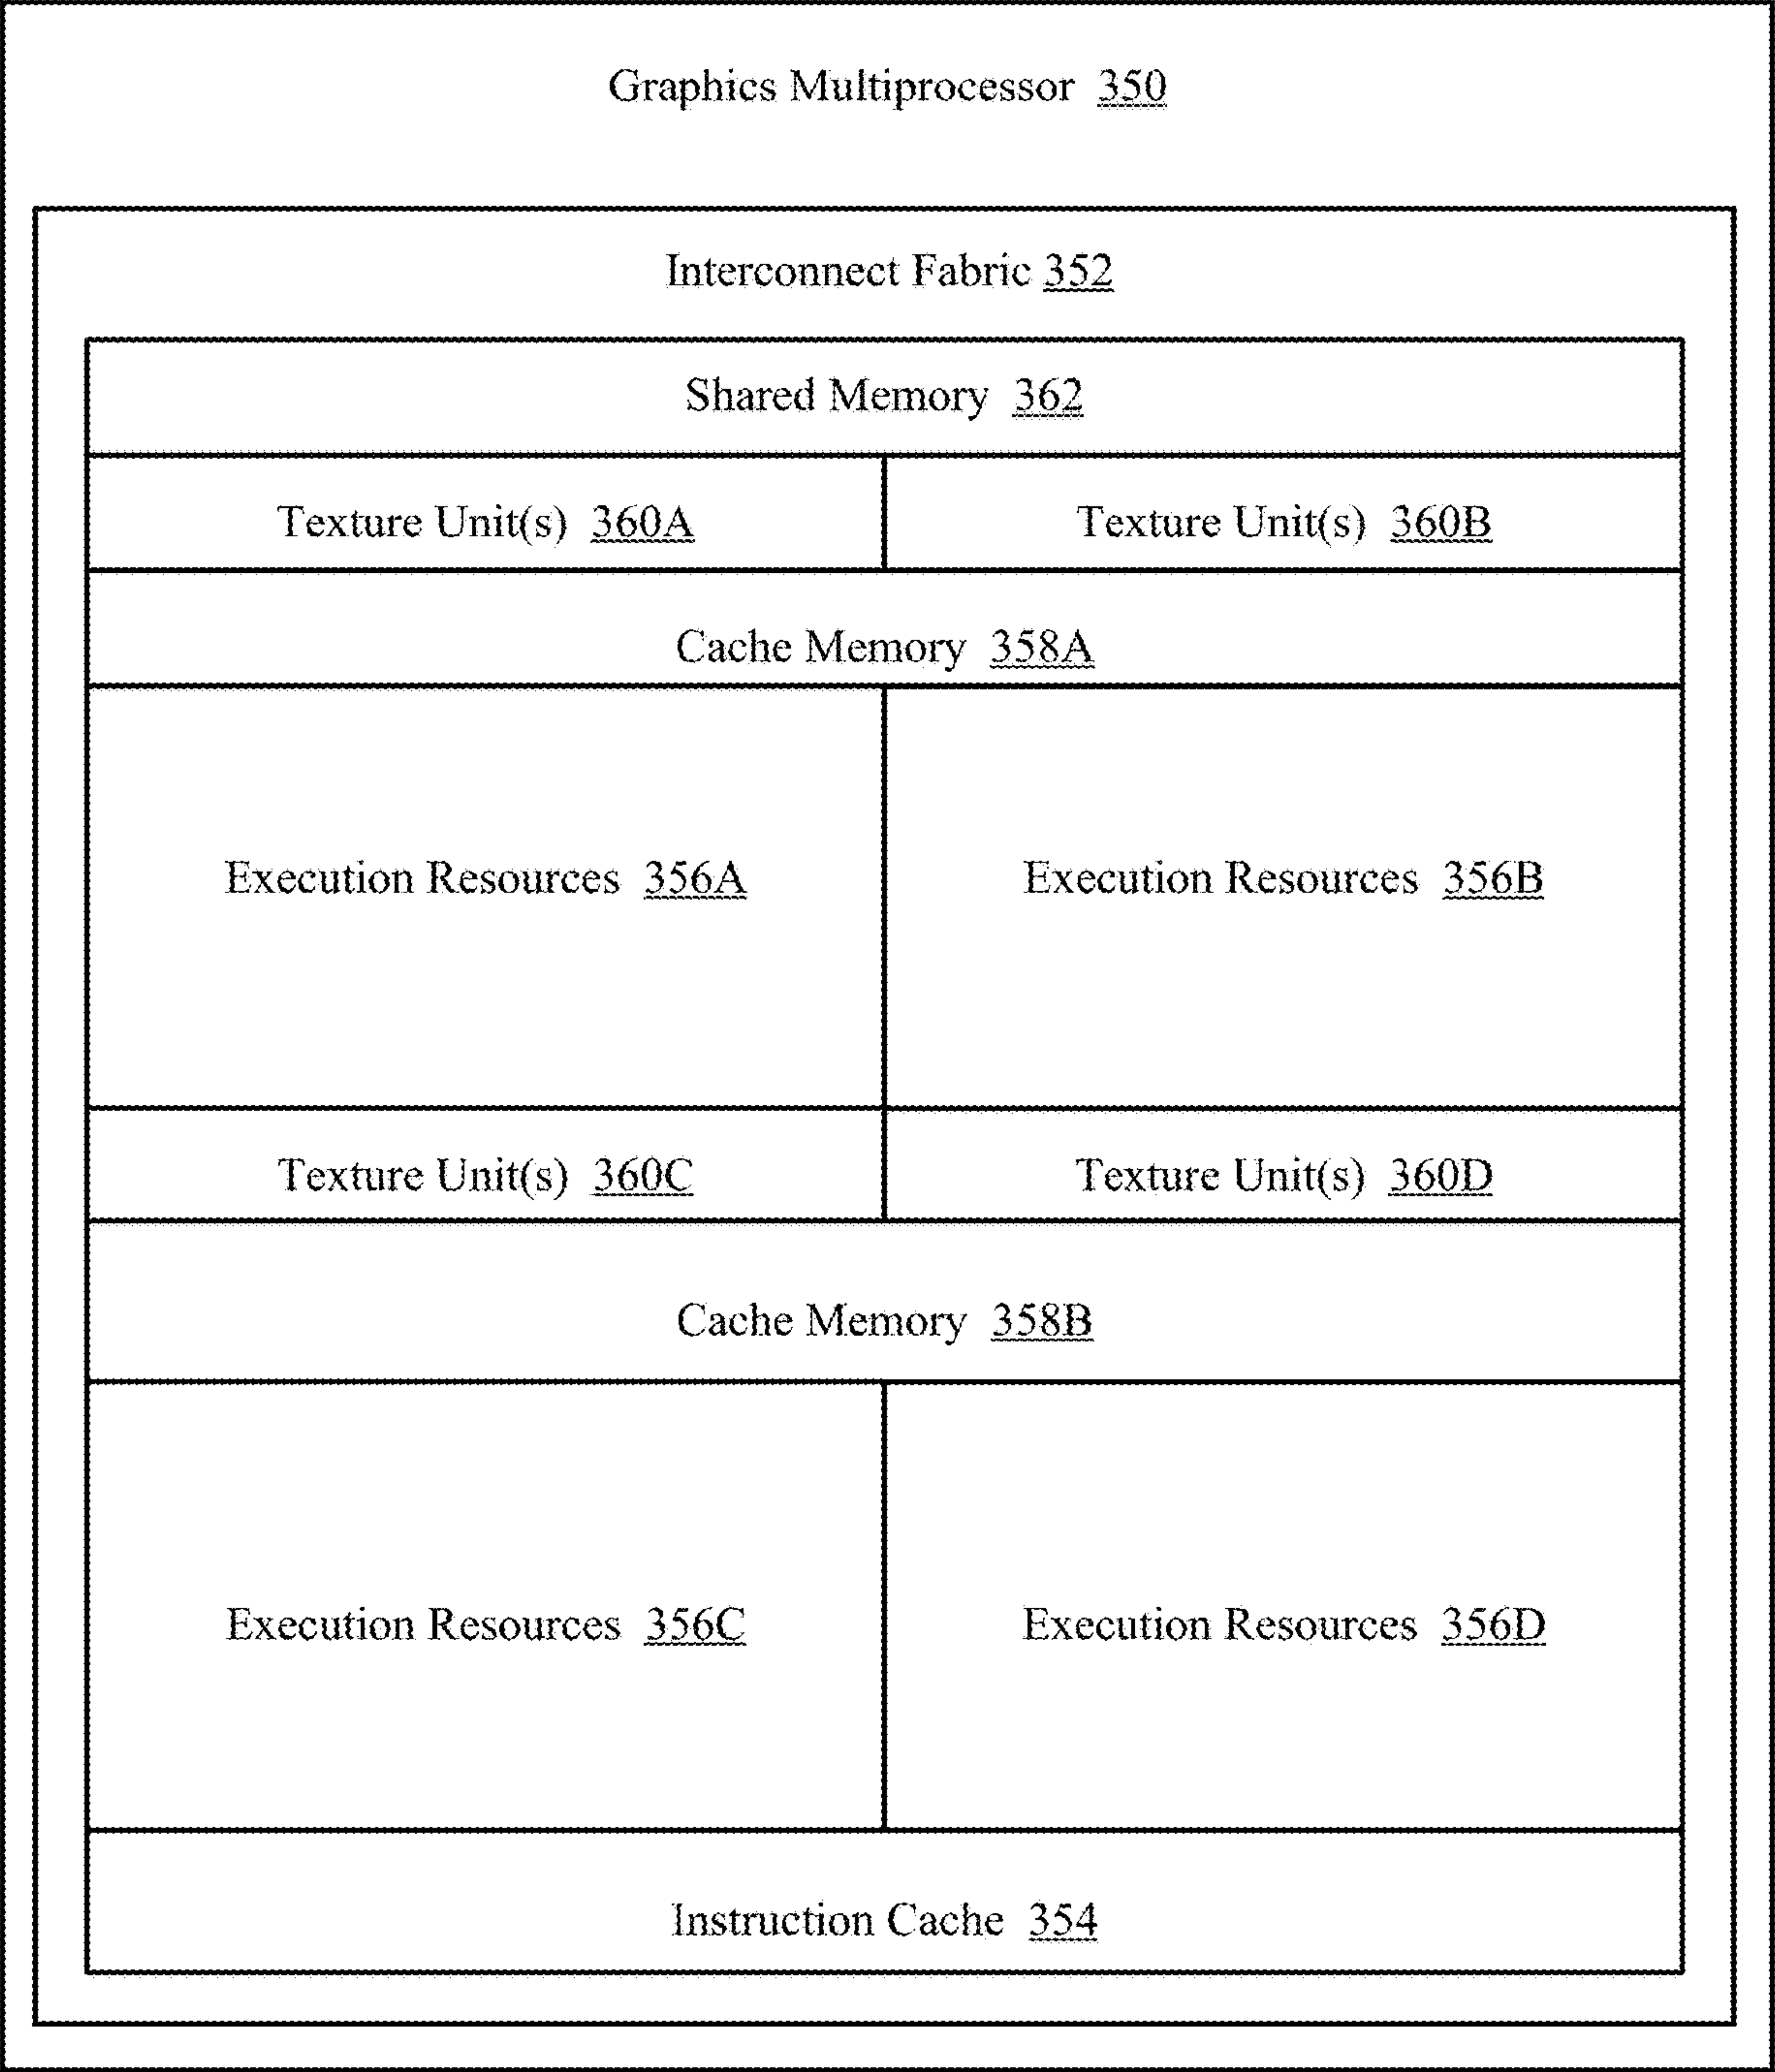 Graphics Multiprocessor 350
Interconnect Fabric 352
Shared Memory 362
Texture Unit(s) 360A
Texture Unit(s) 360B
Cache Memory 358A
Execution Resources 356A
Execution Resources 356B
Texture Unit(s) 360C
Texture Unit(s) 360D
Cache Memory 358B
Execution Resources 356C
Execution Resources 356D
Instruction Cache 354